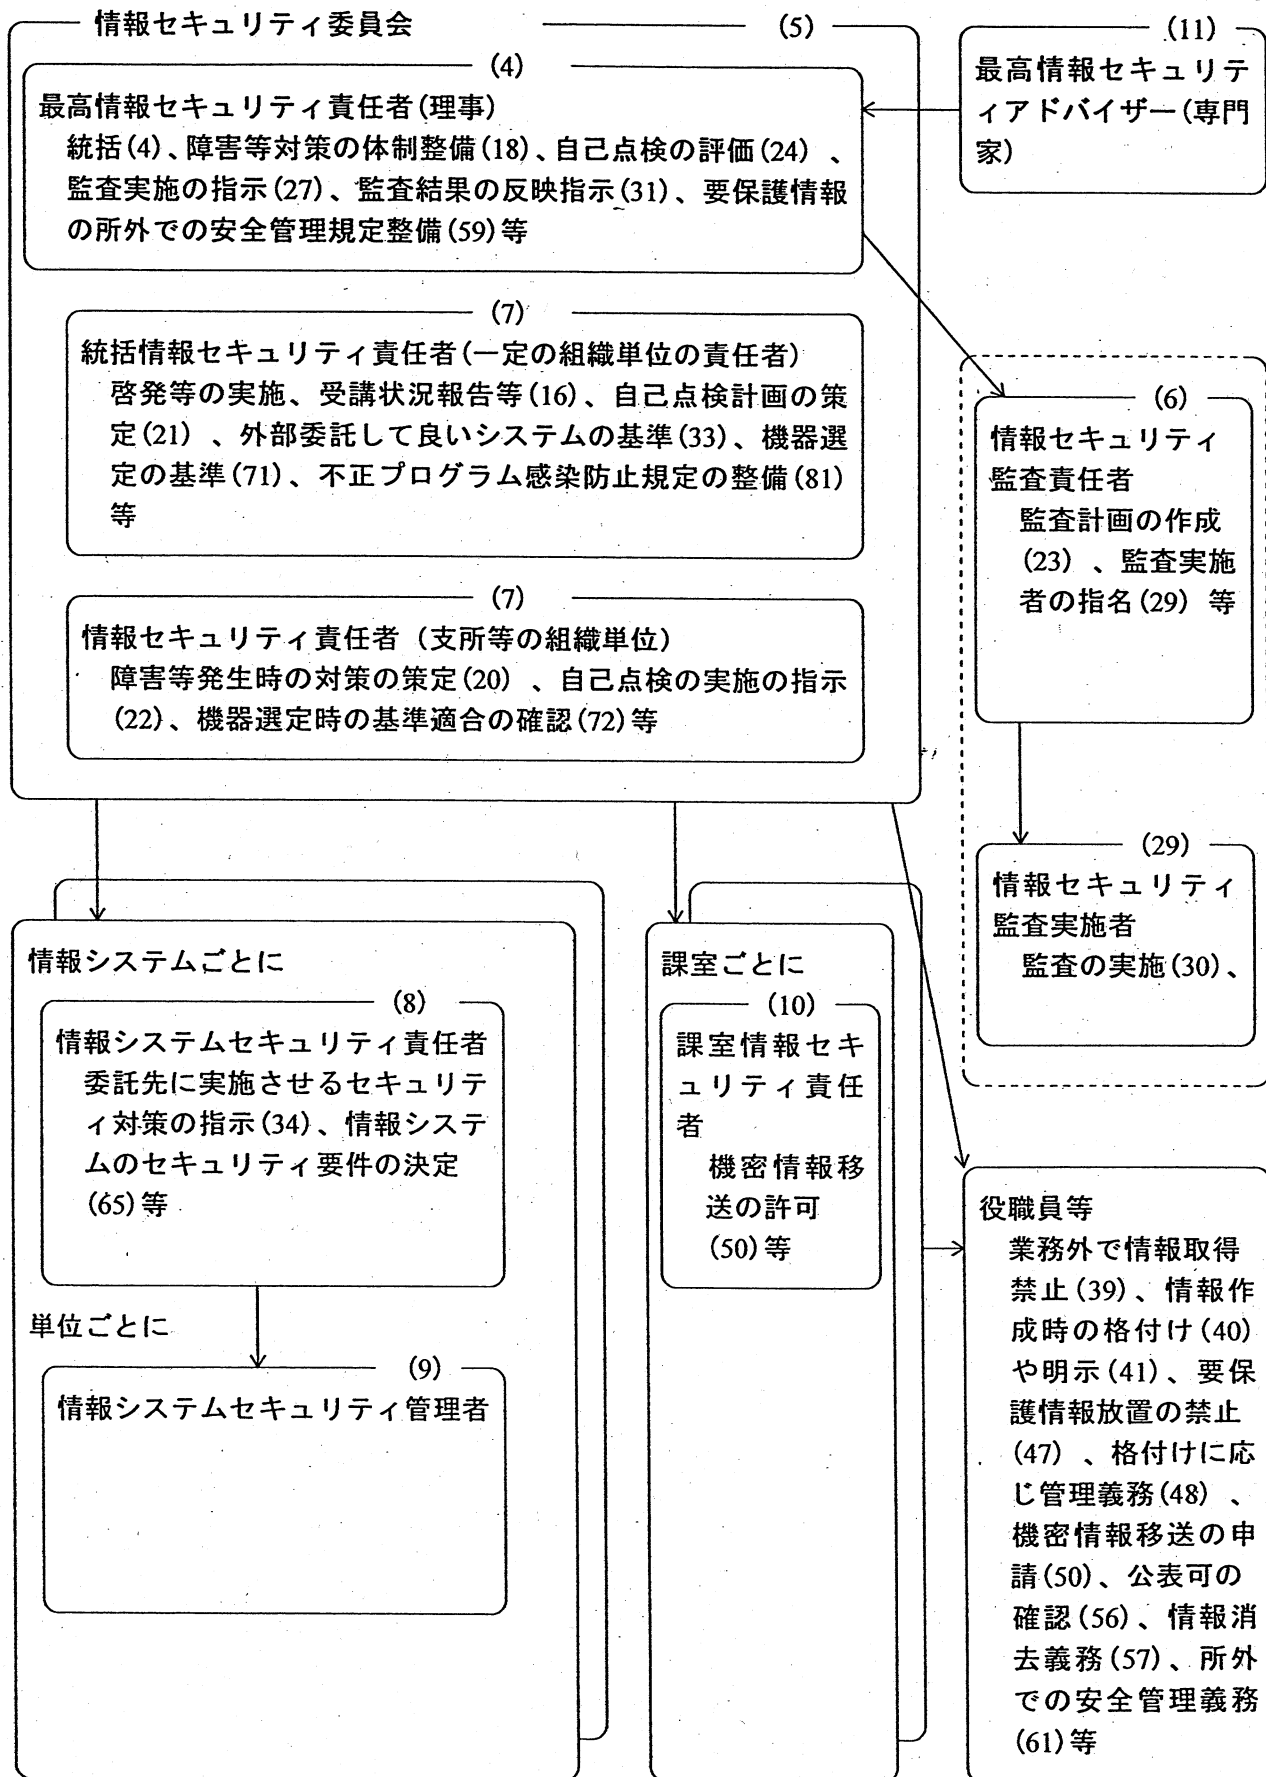 情報セキュリティ委員会
(5)
(4)
最高情報セキュリティ責任者(理事)
統括(4)、障害等対策の体制整備(18)、自己点検の評価(24)、
監査実施の指示(27)、監査結果の反映指示(31)、要保護情報
の所外での安全管理規定整備(59)等
(11)
最高情報セキュリテ
ィアドバイザー(専門
家)
(7)
統括情報セキュリティ責任者(一定の組織単位の責任者)
啓発等の実施、受講状況報告等(16)、自己点検計画の策
定(21)、外部委託して良いシステムの基準(33)、機器選
定の基準(71)、不正プログラム感染防止規定の整備(81)
等
(7)
情報セキュリティ責任者(支所等の組織単位)
障害等発生時の対策の策定(20)、自己点検の実施の指示
(22)、機器選定時の基準適合の確認(72)等
(6)
情報セキュリティ
監査責任者
監査計画の作成
(23)、監査実施
者の指名(29)等
(29)
情報セキュリティ
監査実施者
監査の実施(30)、
情報システムごとに
(8)
情報システムセキュリティ責任者
委託先に実施させるセキュリテ
ィ対策の指示(34)、情報システ
ムのセキュリティ要件の決定
(65)等
単位ごとに
(9)
情報システムセキュリティ管理者
課室ごとに
(10)
課室情報セキ
ュリティ責任
者
機密情報移
送の許可
(50)等
役職員等
業務外で情報取得
禁止(39)、情報作
成時の格付け(40)
や明示(41)、要保
護情報放置の禁止
(47)、格付けに応
じ管理義務(48)、
機密情報移送の申
請(50)、公表可の
確認(56)、情報消
去義務(57)、所外
での安全管理義務
(61)等